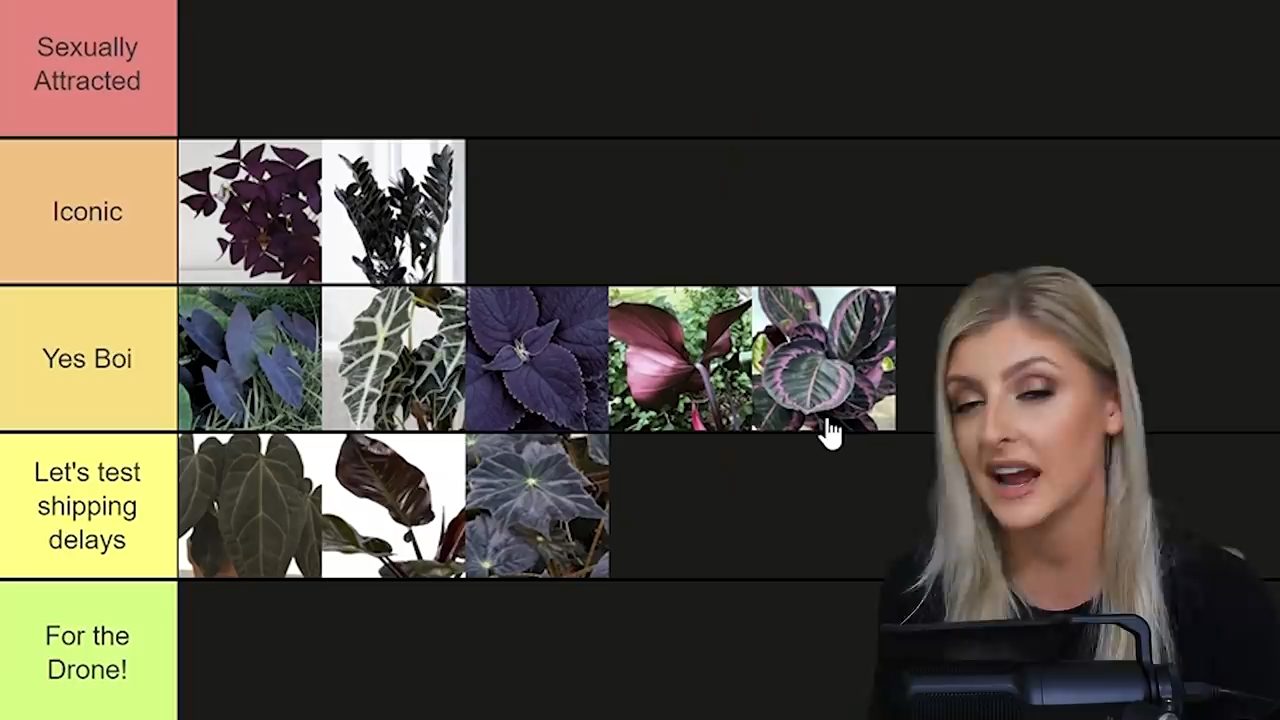 Sexually
Attracted
Iconic
Yes Boi
Let's test
shipping
delays
For the
Drone!